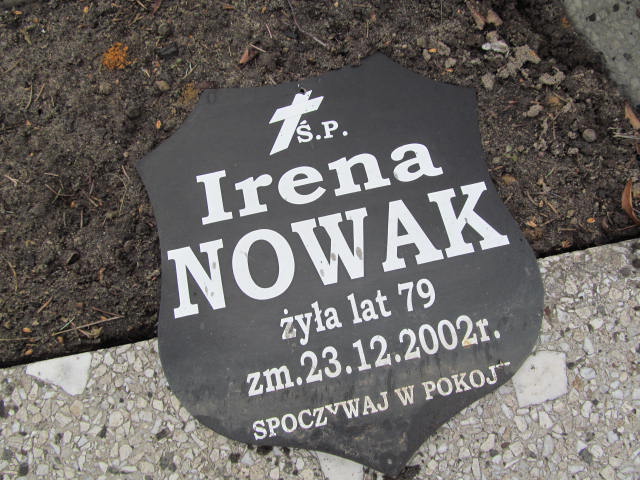 Ś.P.
Irena
NOWAK
żyła lat 79
zm.23.12.2002r.
SPOCZYWAJ W POKOJU